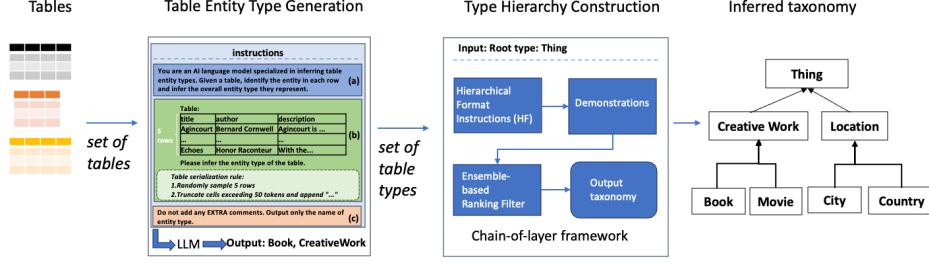 Tables
Table Entity Type Generation
Type Hierarchy Construction
Inferred taxonomy
set of
tables
instructions
You are an AI language model specialized in inferring table
entity types. Given a table, identify the entity in each row
and infer the overall entity type they represent.
(a)
Table:
title author description
Agincourt Bernard Cornwell Agincourt is ...
... ... ...
Echoes Honor Raconteur With the...
5
rows
(b)
Please infer the entity type of the table.
Table serialization rule:
1.Randomly sample 5 rows
2.Truncate cells exceeding 50 tokens and append “...”
Do not add any EXTRA comments. Output only the name of
entity type.
(c)
LLM
Output: Book, CreativeWork
set of
table
types
Input: Root type: Thing
Hierarchical
Format
Instructions (HF)
Demonstrations
Ensemble-
based
Ranking Filter
Output
taxonomy
Chain-of-layer framework
Thing
Creative Work
Location
Book
Movie
City
Country